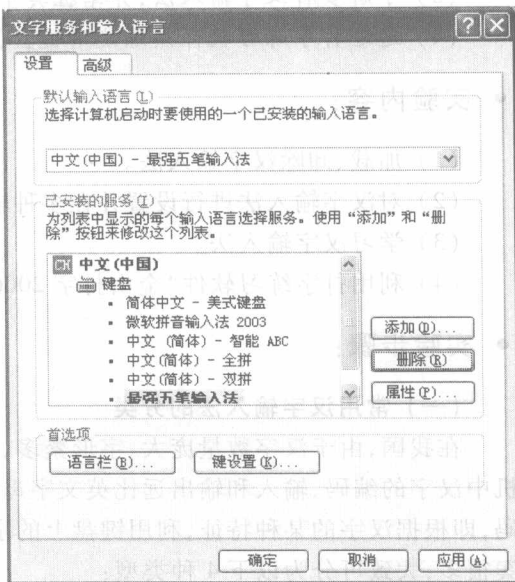 文字服务和输入语言
设置 高级
默认输入语言(L)
选择计算机启动时要使用的一个已安装的输入语言。
中文(中国) - 最强五笔输入法
已安装的服务(I)
为列表中显示的每个输入语言选择服务。使用“添加”和“删
除”按钮来修改这个列表。
CH 中文(中国)
键盘
• 简体中文 - 美式键盘
• 微软拼音输入法 2003
• 中文 (简体) - 智能 ABC
• 中文(简体) - 全拼
• 中文(简体) - 双拼
• 最强五笔输入法
添加(D)...
删除(R)
属性(P)...
首选项
语言栏(B)... 键设置(K)...
确定 取消 应用(A)